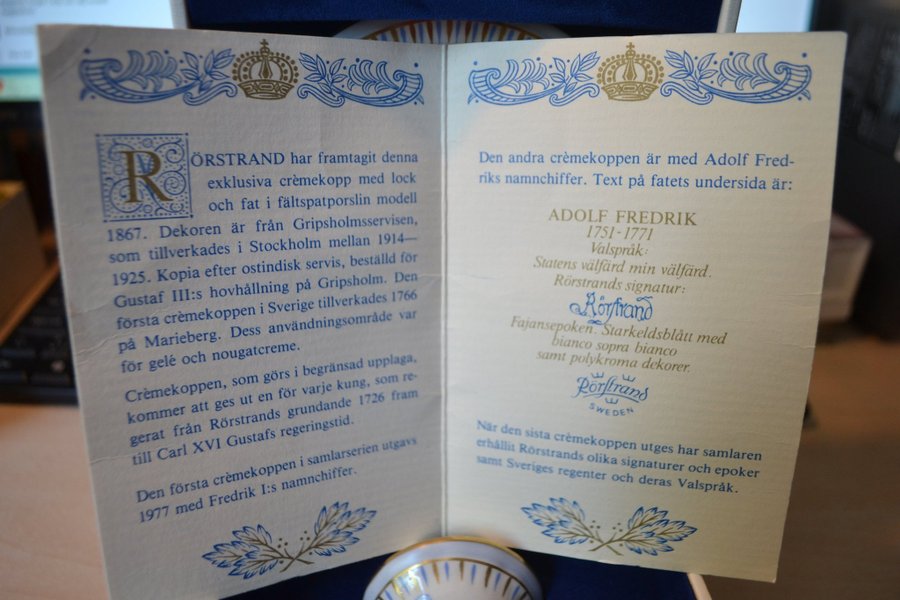 RÖRSTRAND har framtagit denna
exklusiva crèmekopp med lock
och fat i fältspatporslin modell
1867. Dekoren är från Gripsholmsservisen,
som tillverkades i Stockholm mellan 1914—
1925. Kopia efter ostindisk servis, beställd för
Gustaf III:s hovhållning på Gripsholm. Den
första crèmekoppen i Sverige tillverkades 1766
på Marieberg. Dess användningsområde var
för gelé och nougatcreme.
Crèmekoppen, som görs i begränsad upplaga,
kommer att ges ut en för varje kung, som re-
gerat från Rörstrands grundande 1726 fram
till Carl XVI Gustafs regeringstid.
Den första crèmekoppen i samlarserien utgavs
1977 med Fredrik I:s namnchiffer.
Den andra crèmekoppen är med Adolf Fred-
riks namnchiffer. Text på fatets undersida är:
ADOLF FREDRIK
1751-1771
Valspråk:
Statens välfärd min välfärd.
Rörstrands signatur:
Rörstrand
Fajansepoken. Starkeldsblått med
bianco sopra bianco
samt polykroma dekorer.
Rörstrand
SWEDEN
När den sista crèmekoppen utges har samlaren
erhållit Rörstrands olika signaturer och epoker
samt Sveriges regenter och deras Valspråk.